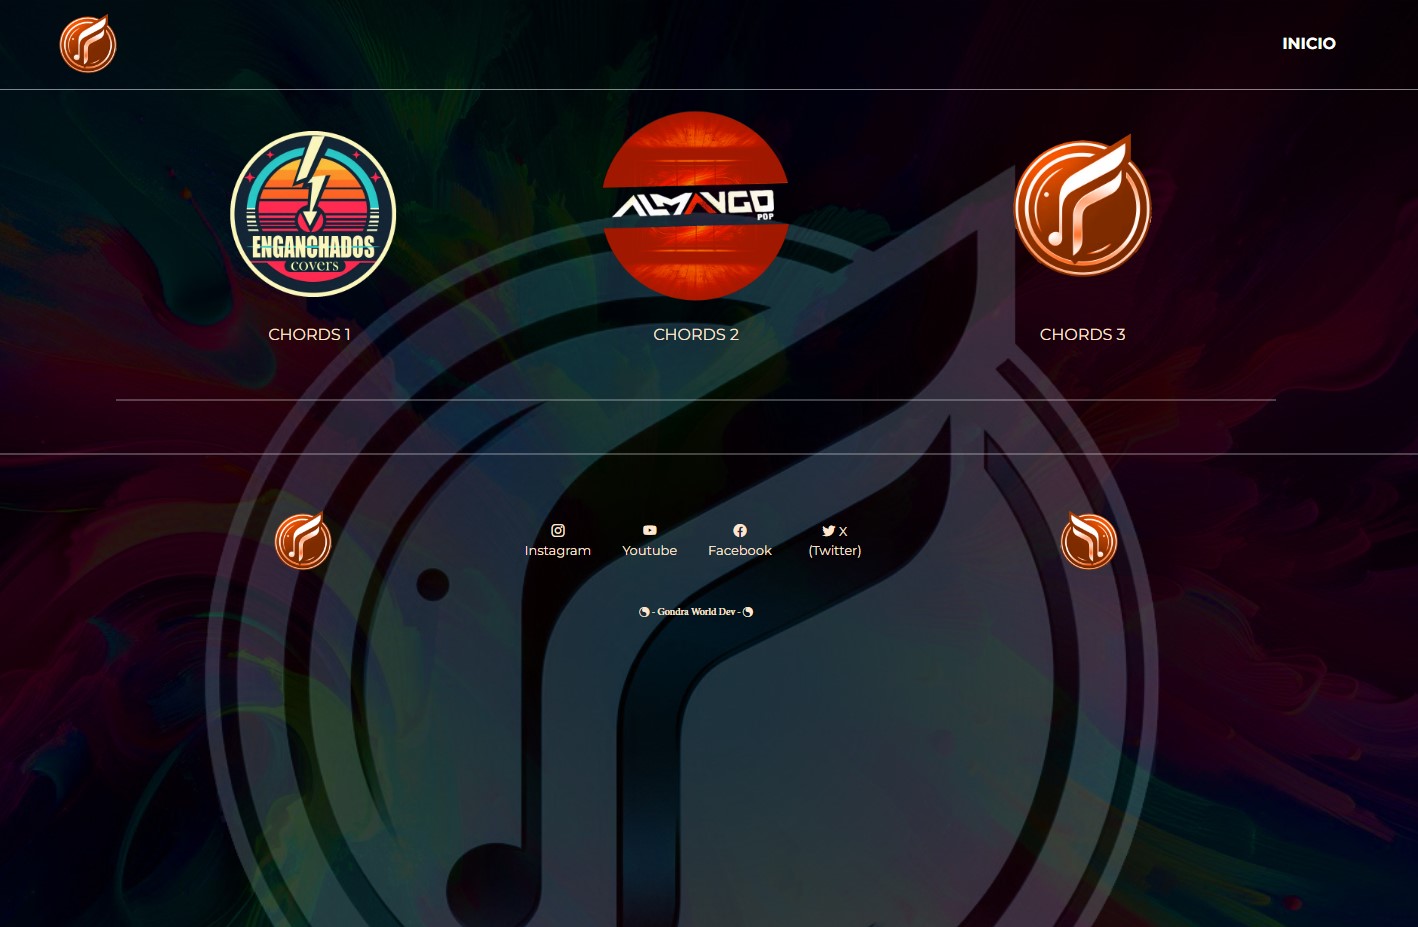 INICIO
ENGANCHADOS
covers
ALMANGO
POP
CHORDS 1
CHORDS 2
CHORDS 3
Instagram
Youtube
Facebook
X
(Twitter)
- Gondra World Dev -